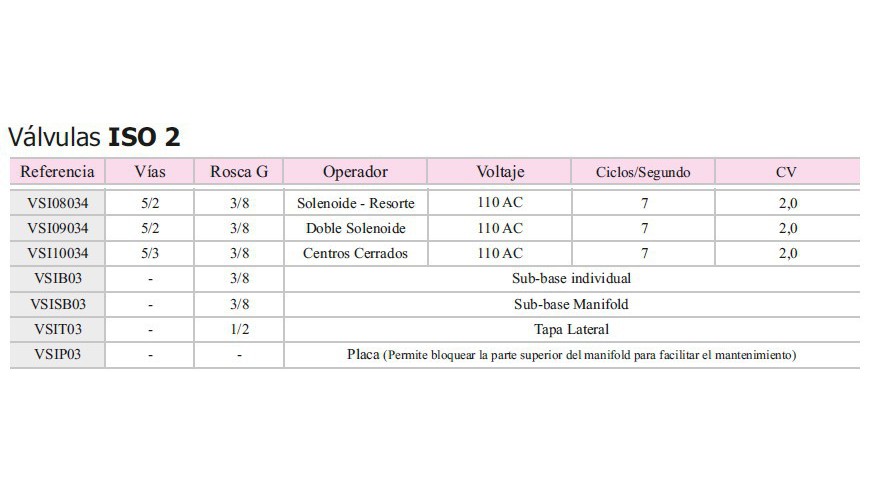 Válvulas ISO 2
Referencia Vías Rosca G Operador Voltaje Ciclos/Segundo CV
VSI08034 5/2 3/8 Solenoide - Resorte 110 AC 7 2,0
VSI09034 5/2 3/8 Doble Solenoide 110 AC 7 2,0
VSI10034 5/3 3/8 Centros Cerrados 110 AC 7 2,0
VSIB03 - 3/8 Sub-base individual
VSISB03 - 3/8 Sub-base Manifold
VSIT03 - 1/2 Tapa Lateral
VSIP03 - - Placa (Permite bloquear la parte superior del manifold para facilitar el mantenimiento)